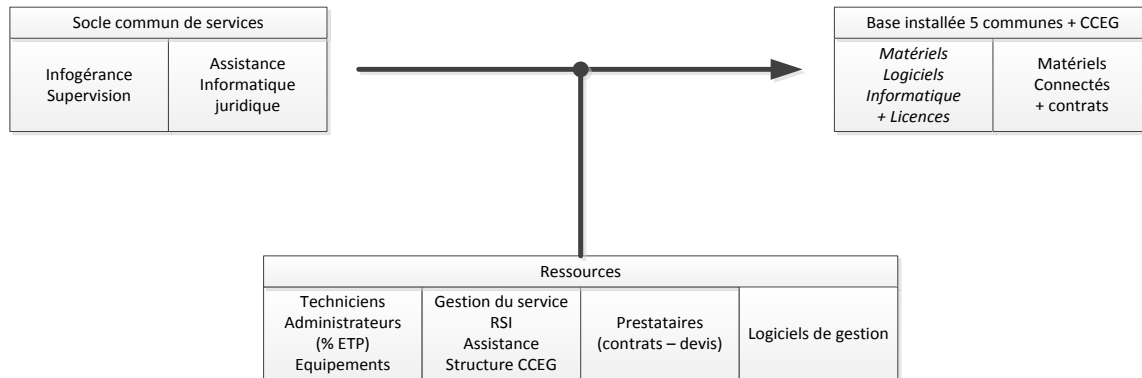 Socle commun de services
Infogérance
Supervision
Assistance
Informatique
juridique
Base installée 5 communes + CCEG
Matériels
Logiciels
Informatique
+ Licences
Matériels
Connectés
+ contrats
Ressources
Techniciens
Administrateurs
(% ETP)
Equipements
Gestion du service
RSI
Assistance
Structure CCEG
Prestataires
(contrats – devis)
Logiciels de gestion